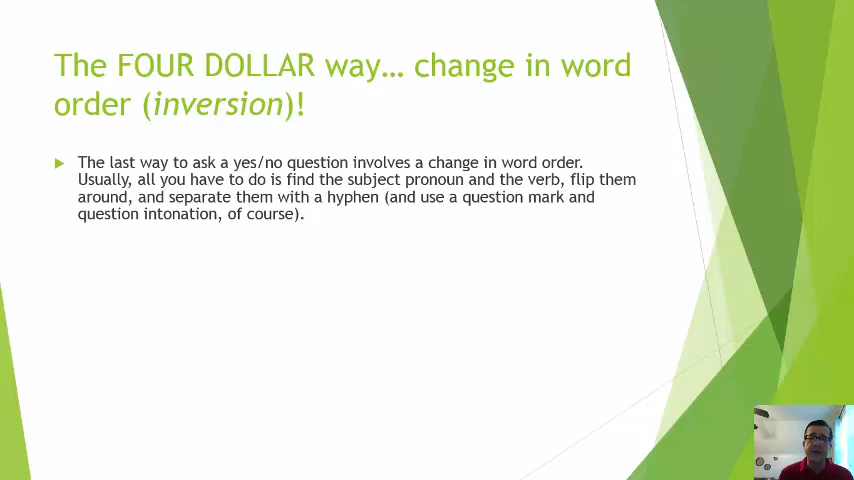 The FOUR DOLLAR way… change in word
order (inversion)!
The last way to ask a yes/no question involves a change in word order.
Usually, all you have to do is find the subject pronoun and the verb, flip them
around, and separate them with a hyphen (and use a question mark and
question intonation, of course).